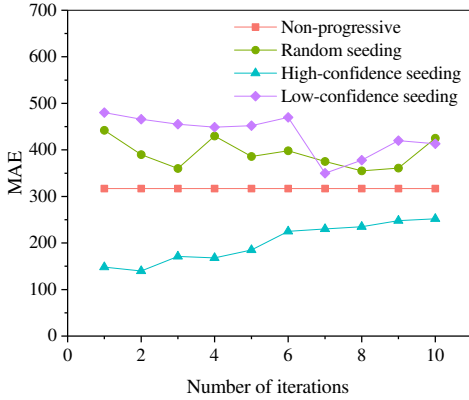 700
600
500
400
300
200
100
0
MAE
Non-progressive
Random seeding
High-confidence seeding
Low-confidence seeding
0 2 4 6 8 10
Number of iterations